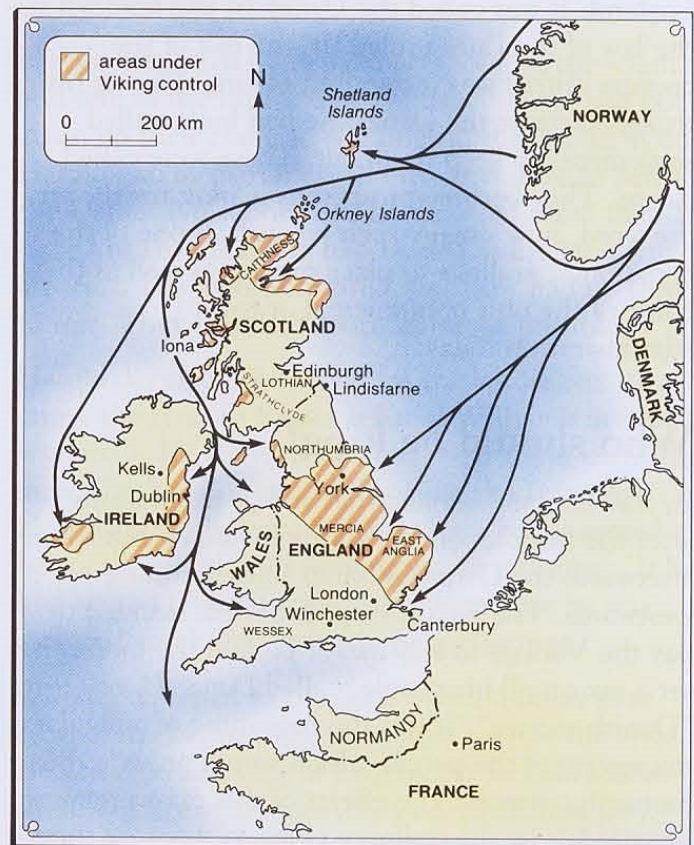 areas under
Viking control
N
0 200 km
Shetland
Islands
NORWAY
Orkney Islands
CAITHNESS
SCOTLAND
Iona
Edinburgh
LOTHIAN
Lindisfarne
STRATHCLYDE
DENMARK
NORTHUMBRIA
Kells
York
Dublin
IRELAND
MERCIA
EAST
ANGLIA
WALES
ENGLAND
London
Winchester
Canterbury
WESSEX
NORMANDY
Paris
FRANCE